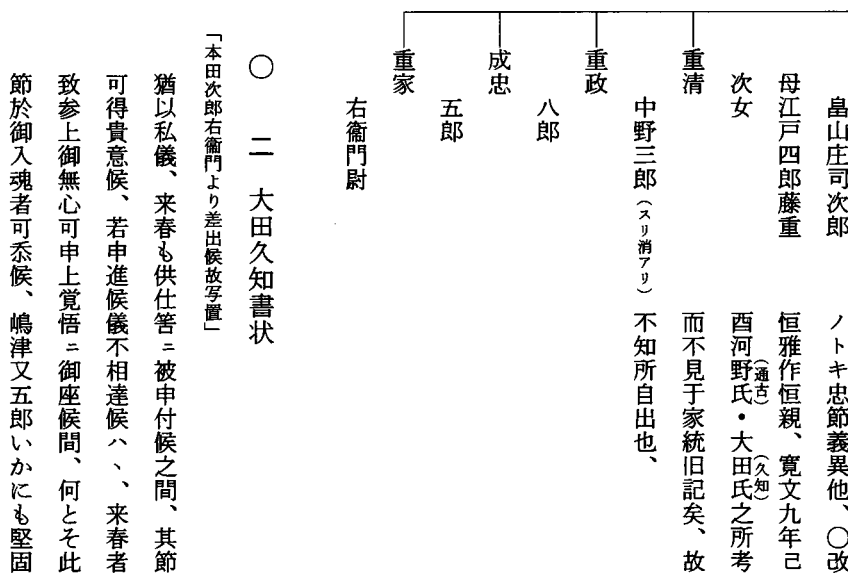 畠山庄司次郎　ノトキ忠節義異他、〇改
母江戸四郎藤重　恒雅作恒親、寛文九年己
次女　酉河野氏（通古）・大田氏（久知）之所考
重清　而不見于家統旧記矣、故
中野三郎（スリ消アリ）　不知所自出也、
重政
八郎
成忠
五郎
重家
右衞門尉
〇　二　大田久知書状
「本田次郎右衞門より差出候故写置」
猶以私儀、来春も供仕筈ニ被申付候之間、其節
可得貴意候、若申進候儀不相達候ハヽ、来春者
致参上御無心可申上覚悟ニ御座候間、何とそ此
節於御入魂者可忝候、嶋津又五郎いかにも堅固